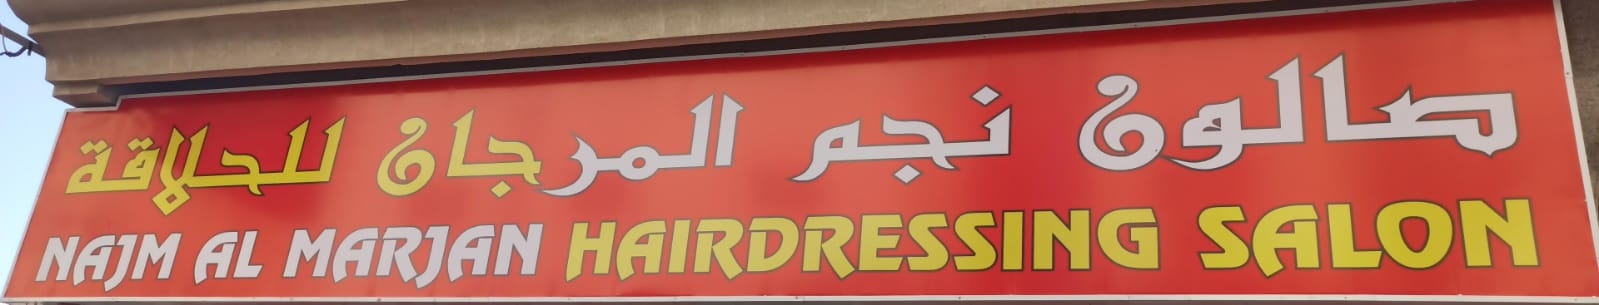 صالون نجم المرجان للحلاقة
NAJM AL MARJAN HAIRDRESSING SALON